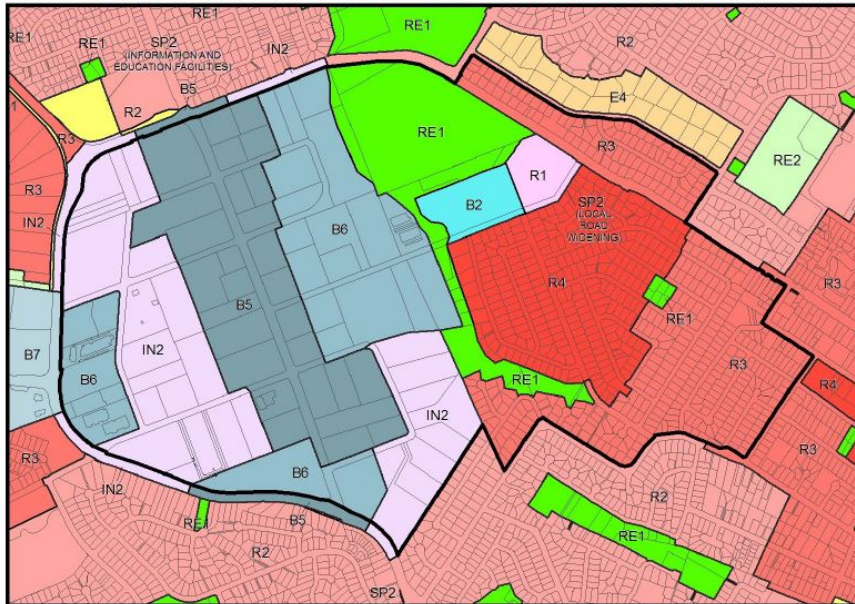 RE1
RE1
RE1
SP2
(INFORMATION AND
EDUCATION FACILITIES)
IN2
R2
B5
R2
E4
R3
RE1
R3
RE2
R1
R3
B2
SP2
(LOCAL
ROAD
WIDENING)
IN2
B6
R4
R3
B5
RE1
B7
IN2
R3
B6
RE1
R4
IN2
R3
R3
B6
IN2
R2
RE
B5
RE1
R2
SP2